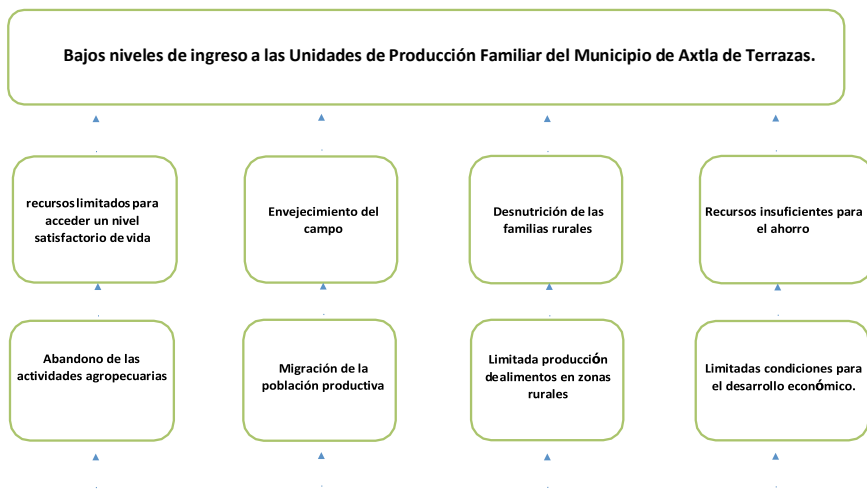 Bajos niveles de ingreso a las Unidades de Producción Familiar del Municipio de Axtla de Terrazas.
recursos limitados para
acceder un nivel
satisfactorio de vida
Envejecimiento del
campo
Desnutrición de las
familias rurales
Recursos insuficientes para
el ahorro
Abandono de las
actividades agropecuarias
Migración de la
población productiva
Limitada producción
de alimentos en zonas
rurales
Limitadas condiciones para
el desarrollo económico.